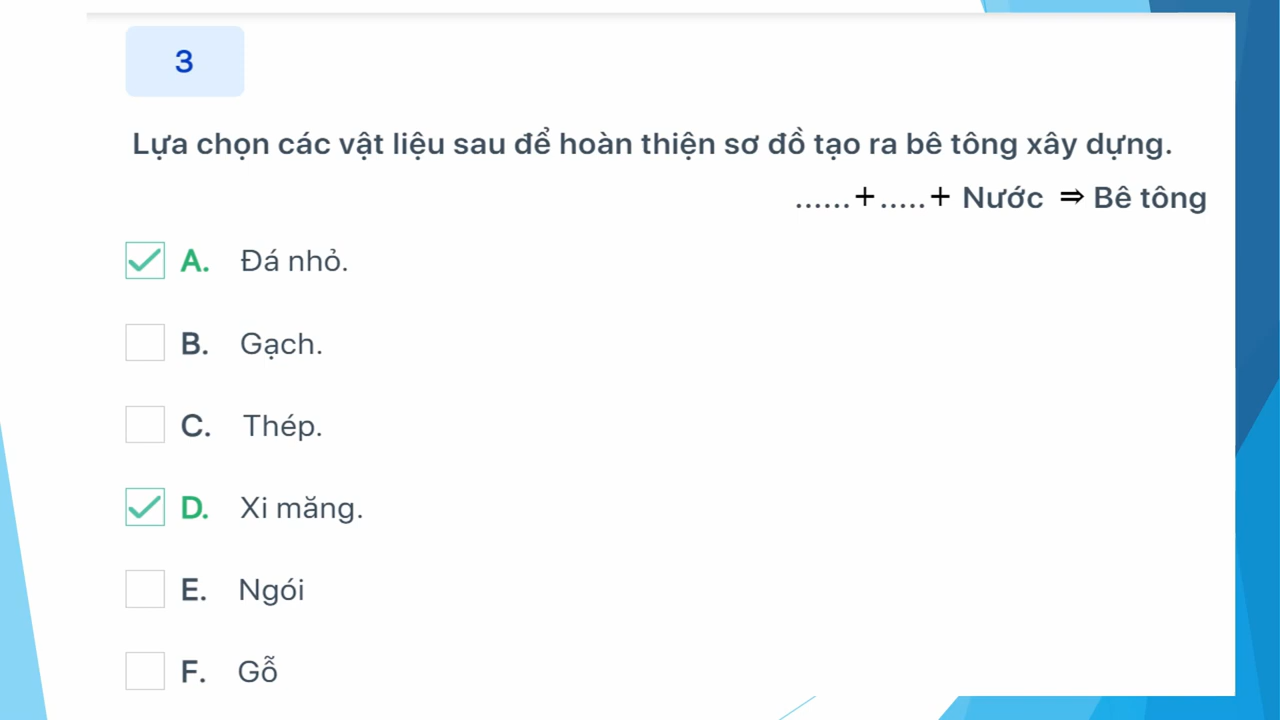 3
Lựa chọn các vật liệu sau để hoàn thiện sơ đồ tạo ra bê tông xây dựng.
......+.....+ Nước ⇒ Bê tông
A. Đá nhỏ.
B. Gạch.
C. Thép.
D. Xi măng.
E. Ngói
F. Gỗ